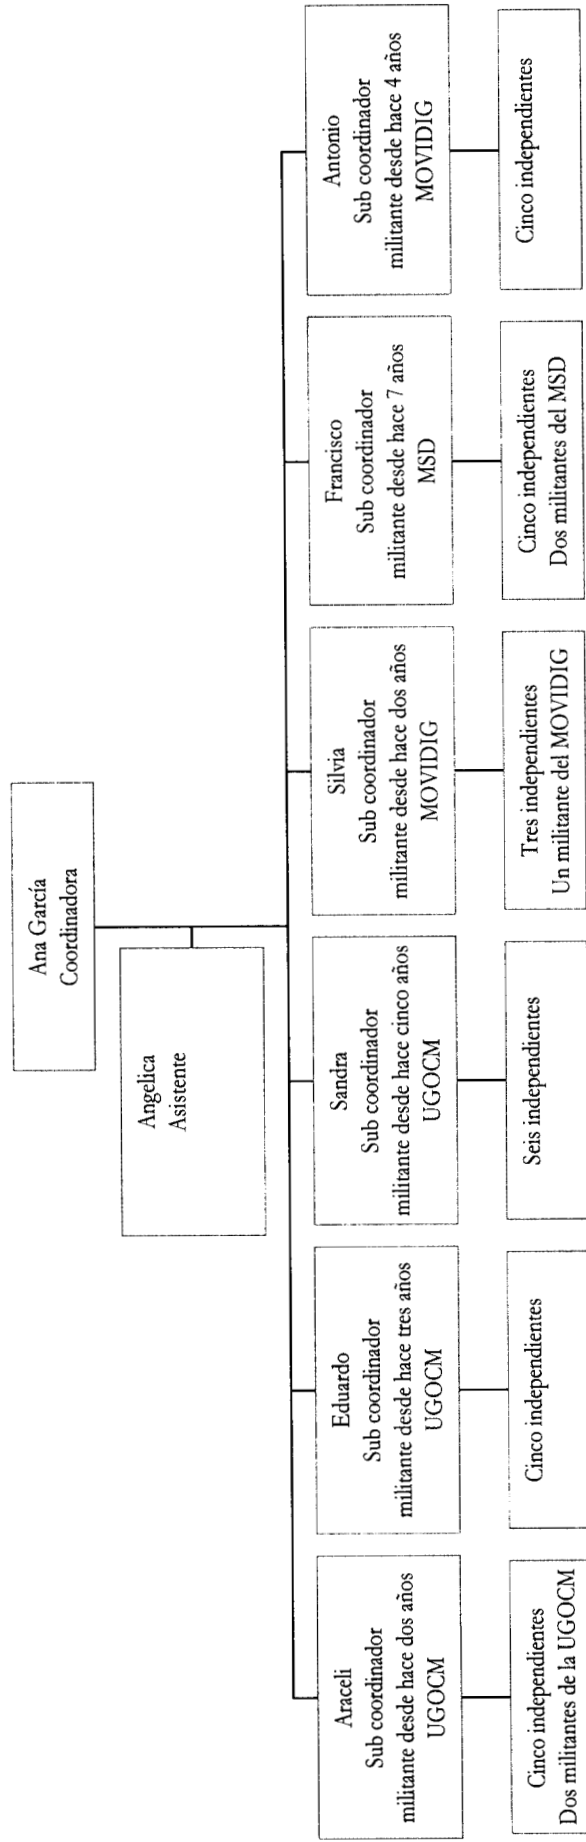 Ana García
Coordinadora
Angelica
Asistente
Araceli
Sub coordinador
militante desde hace dos años
UGOCM
Eduardo
Sub coordinador
militante desde hace tres años
UGOCM
Sandra
Sub coordinador
militante desde hace cinco años
UGOCM
Silvia
Sub coordinador
militante desde hace dos años
MOVIDIG
Francisco
Sub coordinador
militante desde hace 7 años
MSD
Antonio
Sub coordinador
militante desde hace 4 años
MOVIDIG
Cinco independientes
Dos militantes de la UGOCM
Cinco independientes
Seis independientes
Tres independientes
Un militante del MOVIDIG
Cinco independientes
Dos militantes del MSD
Cinco independientes